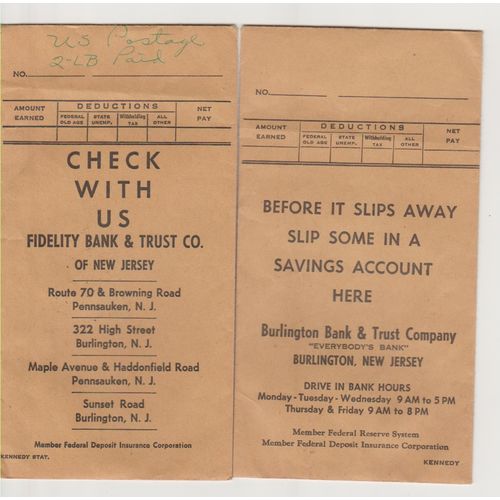 US Postage
2-LB Paid
NO.
AMOUNT EARNED
DEDUCTIONS
FEDERAL OLD AGE
STATE UNEMP.
Withholding TAX
ALL OTHER
NET PAY
CHECK
WITH
US
FIDELITY BANK & TRUST CO.
OF NEW JERSEY
Route 70 & Browning Road
Pennsauken, N. J.
322 High Street
Burlington, N. J.
Maple Avenue & Haddonfield Road
Pennsauken, N. J.
Sunset Road
Burlington, N. J.
Member Federal Deposit Insurance Corporation
KENNEDY STAT.
NO.
AMOUNT EARNED
DEDUCTIONS
FEDERAL OLD AGE
STATE UNEMP.
Withholding TAX
ALL OTHER
NET PAY
BEFORE IT SLIPS AWAY
SLIP SOME IN A
SAVINGS ACCOUNT
HERE
Burlington Bank & Trust Company
"EVERYBODY'S BANK"
BURLINGTON, NEW JERSEY
DRIVE IN BANK HOURS
Monday - Tuesday - Wednesday 9 AM to 5 PM
Thursday & Friday 9 AM to 8 PM
Member Federal Reserve System
Member Federal Deposit Insurance Corporation
KENNEDY